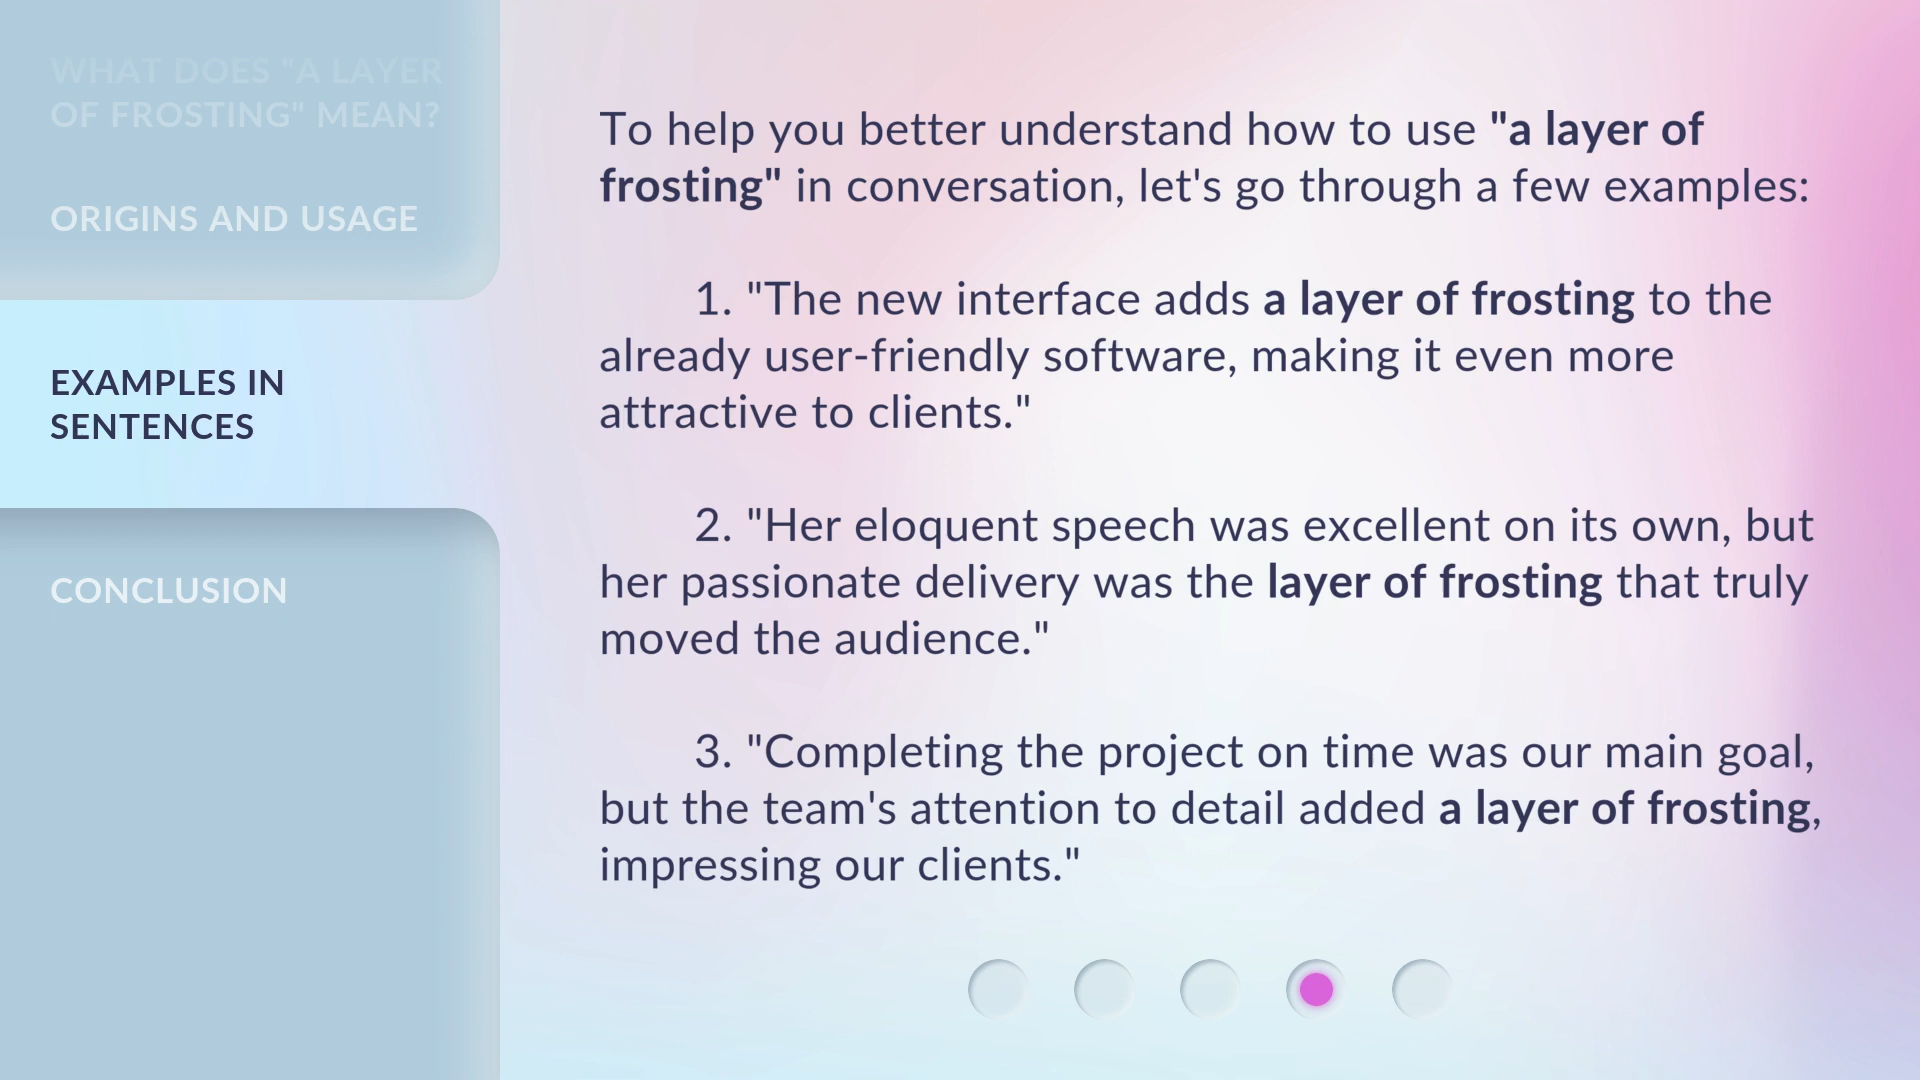 WHAT DOES "A LAYER
OF FROSTING" MEAN?
ORIGINS AND USAGE
EXAMPLES IN
SENTENCES
CONCLUSION
To help you better understand how to use "a layer of
frosting" in conversation, let's go through a few examples:
1. "The new interface adds a layer of frosting to the
already user-friendly software, making it even more
attractive to clients."
2. "Her eloquent speech was excellent on its own, but
her passionate delivery was the layer of frosting that truly
moved the audience."
3. "Completing the project on time was our main goal,
but the team's attention to detail added a layer of frosting,
impressing our clients."